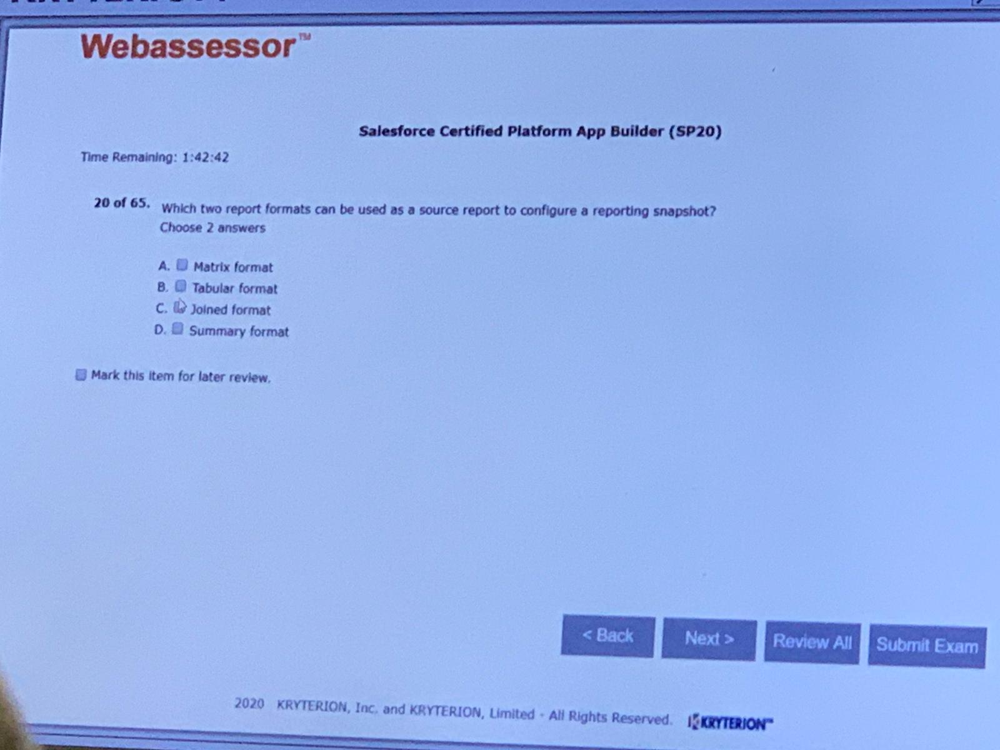 Webassessor™
Salesforce Certified Platform App Builder (SP20)
Time Remaining: 1:42:42
20 of 65. Which two report formats can be used as a source report to configure a reporting snapshot?
Choose 2 answers
A. Matrix format
B. Tabular format
C. Joined format
D. Summary format
Mark this item for later review.
< Back Next > Review All Submit Exam
2020 KRYTERION, Inc. and KRYTERION, Limited - All Rights Reserved. KRYTERION™